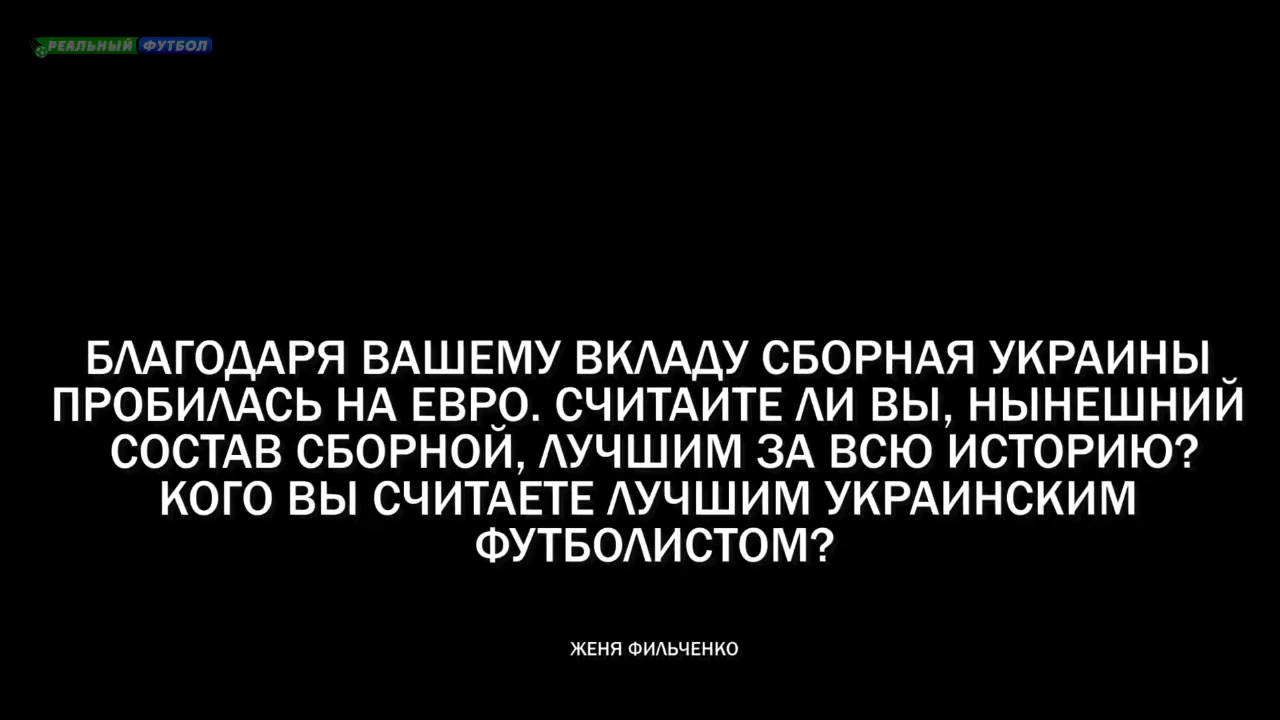 РЕАЛЬНЫЙ ФУТБОЛ
БЛАГОДАРЯ ВАШЕМУ ВКЛАДУ СБОРНАЯ УКРАИНЫ
ПРОБИЛАСЬ НА ЕВРО. СЧИТАИТЕ ЛИ ВЫ, НЫНЕШНИЙ
СОСТАВ СБОРНОЙ, ЛУЧШИМ ЗА ВСЮ ИСТОРИЮ?
КОГО ВЫ СЧИТАЕТЕ ЛУЧШИМ УКРАИНСКИМ
ФУТБОЛИСТОМ?
ЖЕНЯ ФИЛЬЧЕНКО